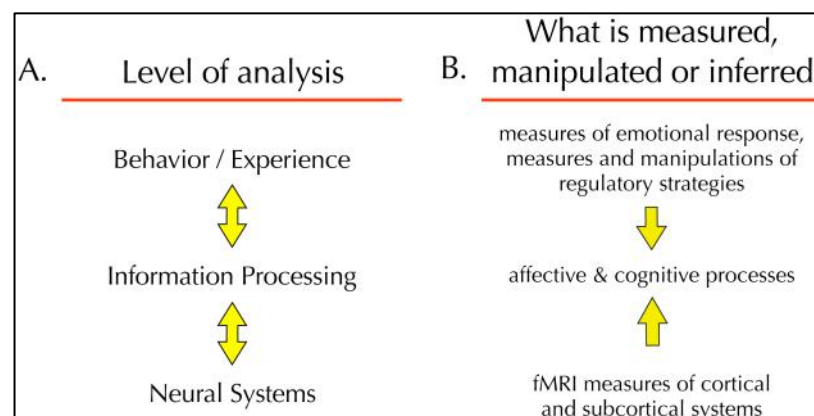 A.
Level of analysis
Behavior / Experience
Information Processing
Neural Systems
B.
What is measured,
manipulated or inferred
measures of emotional response,
measures and manipulations of
regulatory strategies
affective & cognitive processes
fMRI measures of cortical
and subcortical systems